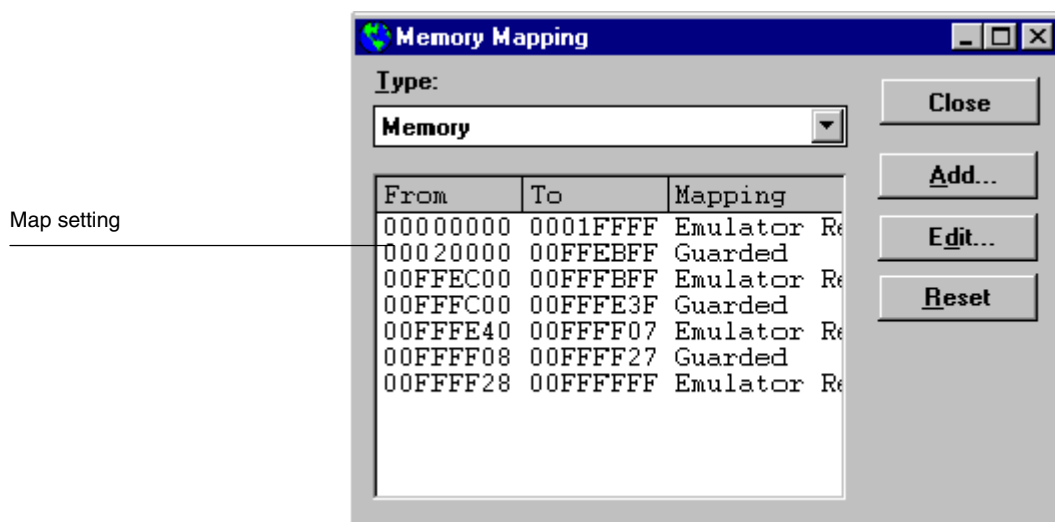 Memory Mapping
Type:
Memory
Close
Add...
Edit...
Reset
From To Mapping
00000000 0001FFFF Emulator Re
00020000 00FFEBFF Guarded
00FFEC00 00FFFBFF Emulator Re
00FFFC00 00FFFE3F Guarded
00FFFE40 00FFFF07 Emulator Re
00FFFF08 00FFFF27 Guarded
00FFFF28 00FFFFFF Emulator Re
Map setting